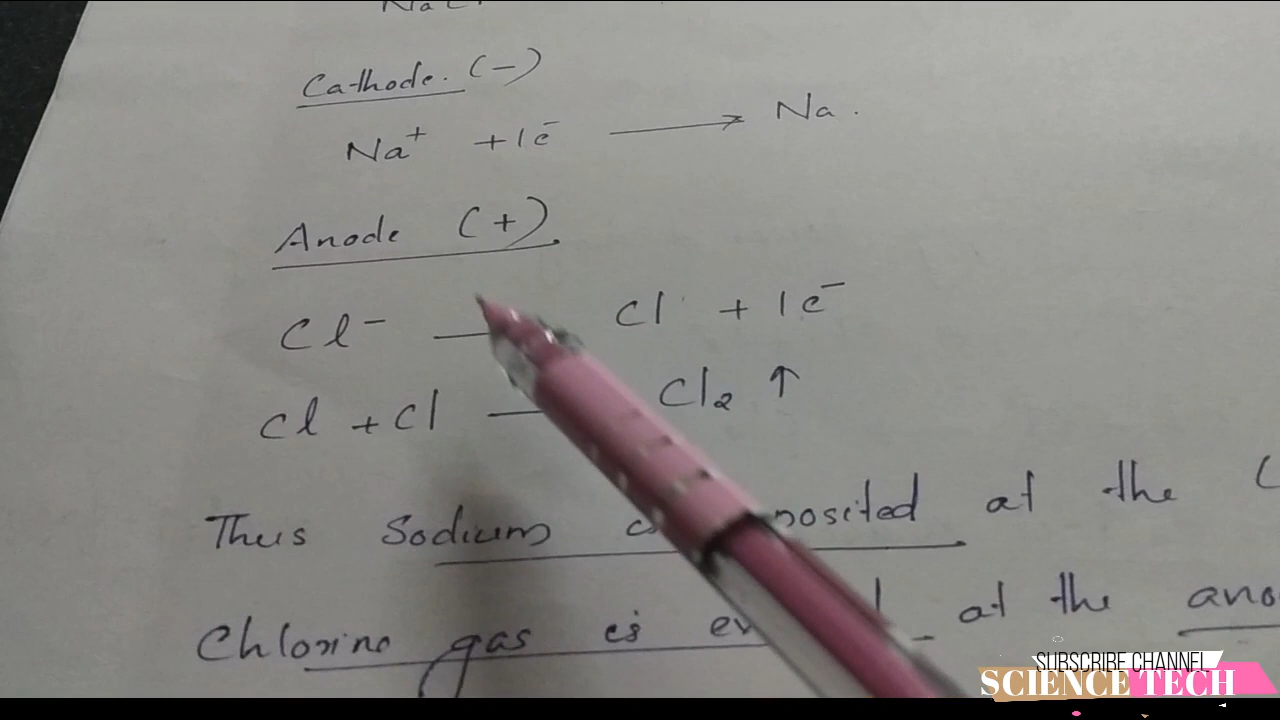 Cathode. (-)
Na⁺ + 1e⁻ → Na.
Anode (+)
Cl⁻ — Cl + 1e⁻
Cl + Cl — Cl₂ ↑
Thus Sodium at the
Chlorine gas is at the
SUBSCRIBE CHANNEL
SCIENCE TECH